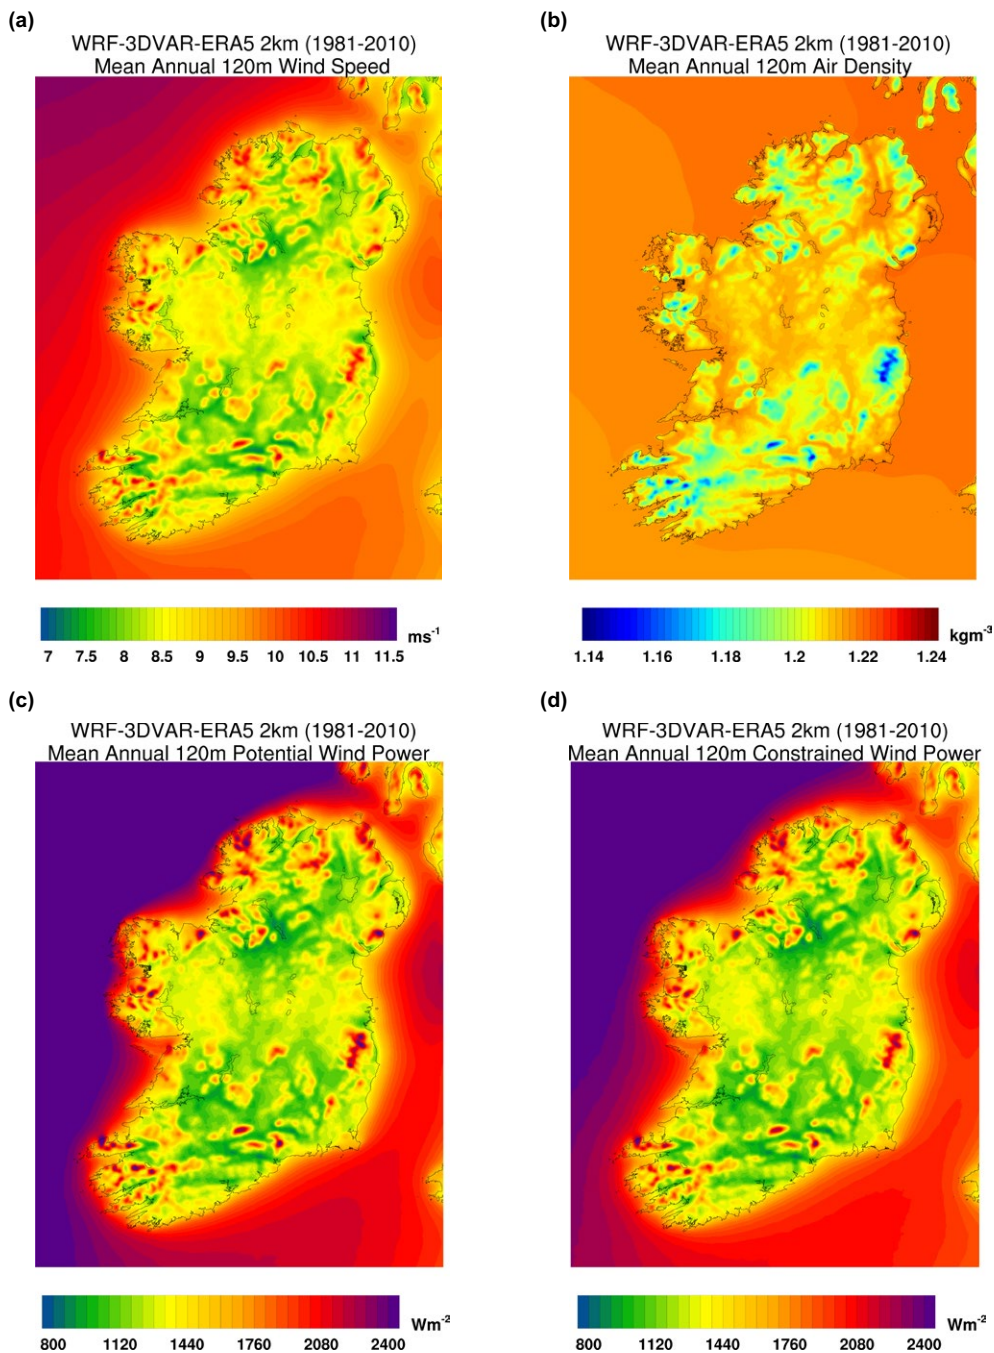 (a)
WRF-3DVAR-ERA5 2km (1981-2010)
Mean Annual 120m Wind Speed
7 7.5 8 8.5 9 9.5 10 10.5 11 11.5 ms⁻¹
(b)
WRF-3DVAR-ERA5 2km (1981-2010)
Mean Annual 120m Air Density
1.14 1.16 1.18 1.2 1.22 1.24 kgm⁻³
(c)
WRF-3DVAR-ERA5 2km (1981-2010)
Mean Annual 120m Potential Wind Power
800 1120 1440 1760 2080 2400 Wm⁻²
(d)
WRF-3DVAR-ERA5 2km (1981-2010)
Mean Annual 120m Constrained Wind Power
800 1120 1440 1760 2080 2400 Wm⁻²